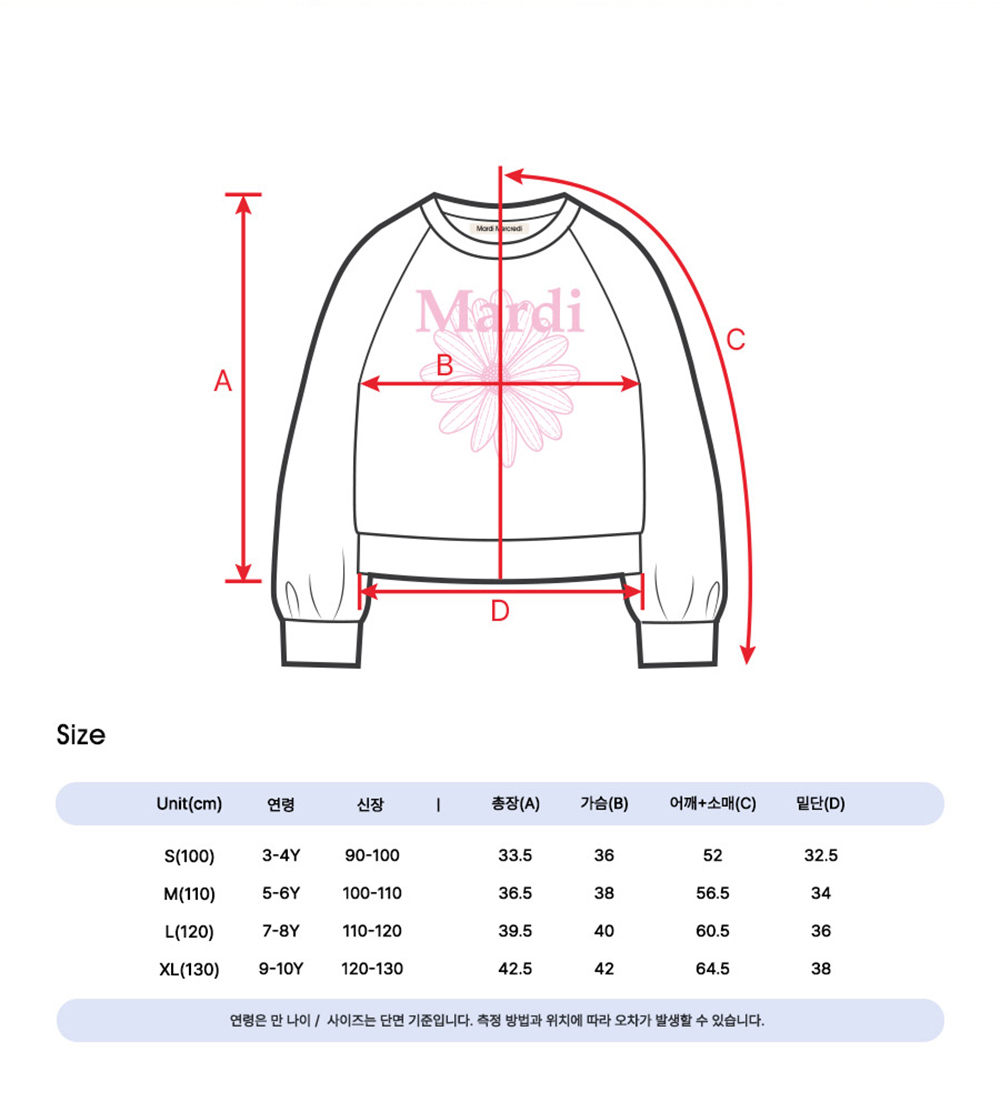 Mardi Mercredi
Mardi
A
B
C
D
Size
Unit(cm) 연령 신장 | 총장(A) 가슴(B) 어깨+소매(C) 밑단(D)
S(100) 3-4Y 90-100 33.5 36 52 32.5
M(110) 5-6Y 100-110 36.5 38 56.5 34
L(120) 7-8Y 110-120 39.5 40 60.5 36
XL(130) 9-10Y 120-130 42.5 42 64.5 38
연령은 만 나이 / 사이즈는 단면 기준입니다. 측정 방법과 위치에 따라 오차가 발생할 수 있습니다.